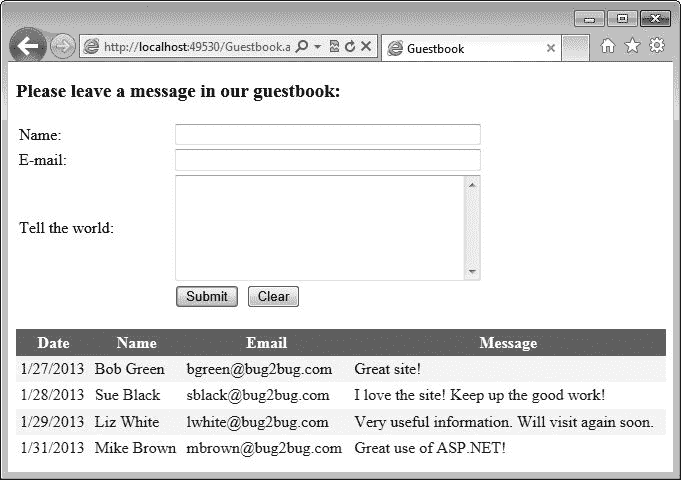 http://localhost:49530/Guestbook.a
Guestbook
Please leave a message in our guestbook:
Name:
E-mail:
Tell the world:
Submit Clear
Date Name Email Message
1/27/2013 Bob Green bgreen@bug2bug.com Great site!
1/28/2013 Sue Black sblack@bug2bug.com I love the site! Keep up the good work!
1/29/2013 Liz White lwhite@bug2bug.com Very useful information. Will visit again soon.
1/31/2013 Mike Brown mbrown@bug2bug.com Great use of ASP.NET!